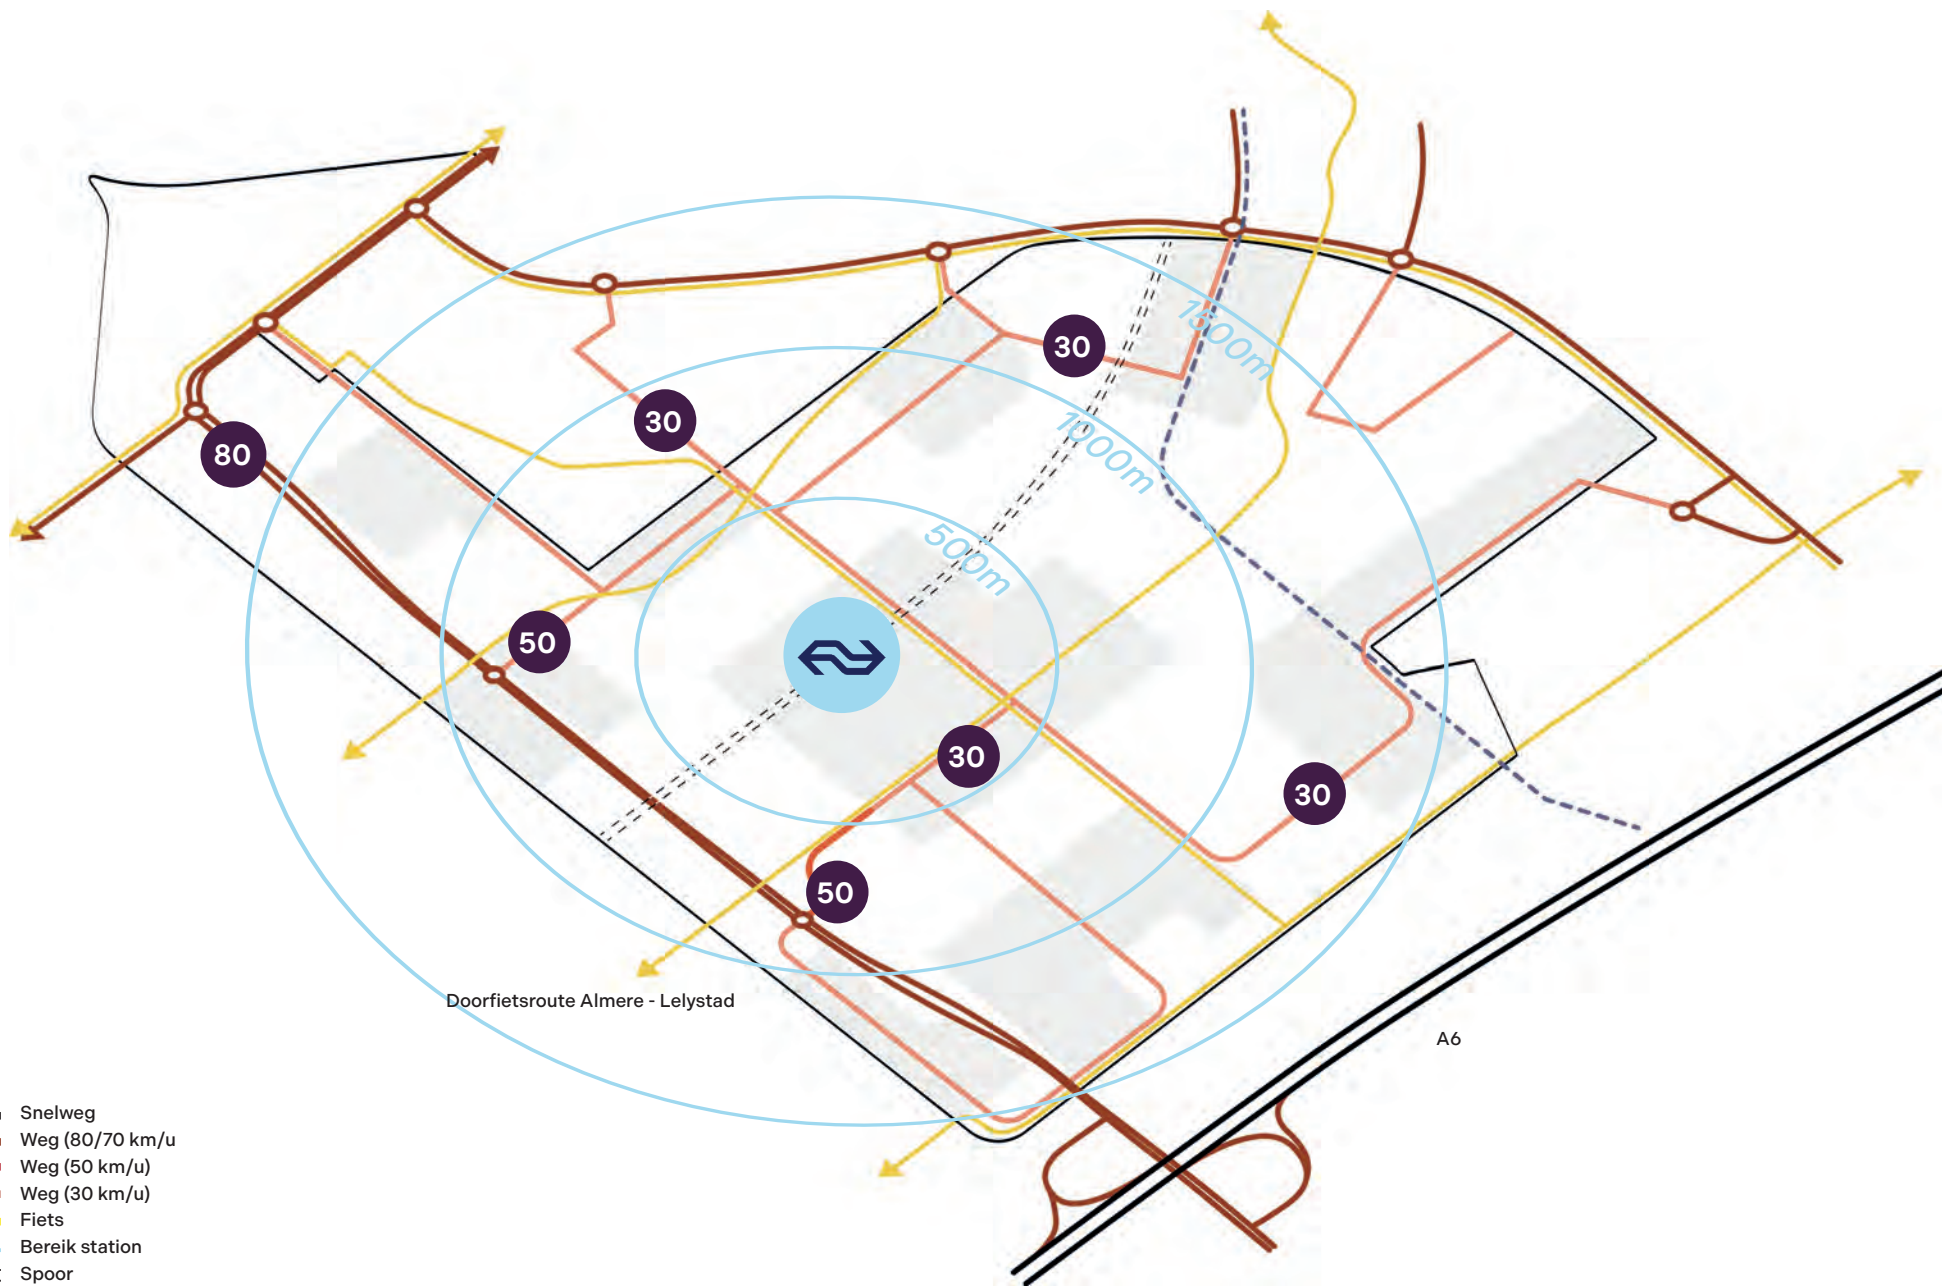 1500m
30
1000m
30
80
500m
50
30
30
50
Doorfietsroute Almere - Lelystad
A6
Snelweg
Weg (80/70 km/u
Weg (50 km/u)
Weg (30 km/u)
Fiets
Bereik station
Spoor